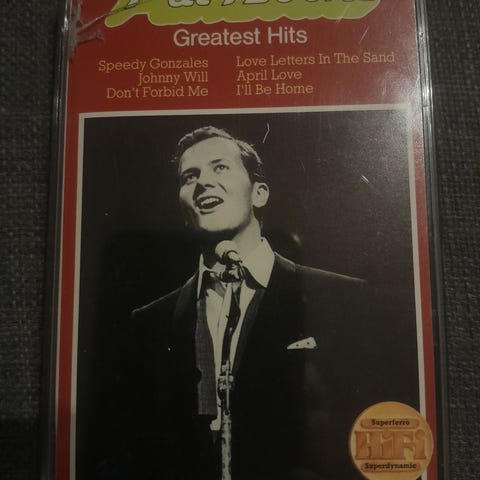 Greatest Hits
Speedy Gonzales
Johnny Will
Don't Forbid Me
Love Letters In The Sand
April Love
I'll Be Home
Superferro
HiFi
Superdynamic